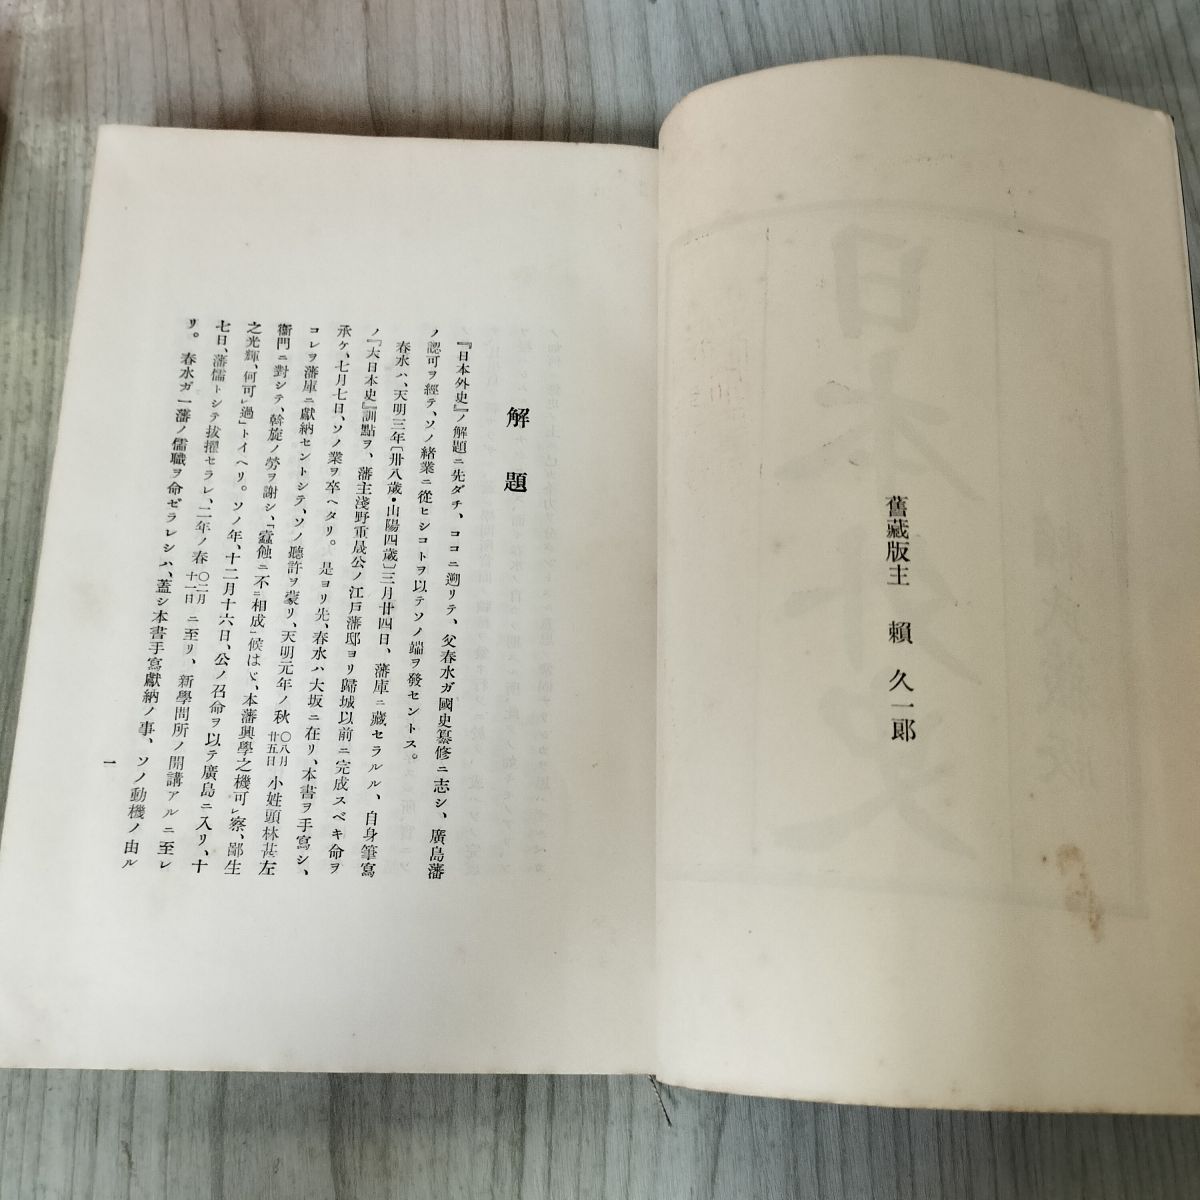 舊藏版主　賴　久一郎
解題
『日本外史』ノ解題ニ先ダチ、ココニ遡リテ、父春水ガ國史纂修ニ志シ、廣島藩
ノ認可ヲ經テ、ソノ緒業ニ從ヒシコトヲ以テソノ端ヲ發セントス。
春水ハ、天明三年〔卅八歲・山陽四歲〕三月廿四日、藩庫ニ藏セラルル、自身筆寫
ノ『大日本史』訓點ヲ、藩主淺野重晟公ノ江戶藩邸ヨリ歸城以前ニ完成スベキ命ヲ
承ケ、七月七日、ソノ業ヲ卒ヘタリ。是ヨリ先、春水ハ大坂ニ在リ、本書ヲ手寫シ、
コレヲ藩庫ニ獻納セントシテ、ソノ聽許ヲ蒙リ、天明元年ノ秋〇八月廿五日小姓頭林甚左
衞門ニ對シテ、斡旋ノ勞ヲ謝シ、「蠧蝕ニ不ニ相成ー候はゞ、本藩興學之機可レ察、鄙生
之光輝、何可レ過」トイヘリ。ソノ年、十二月十六日、公ノ召命ヲ以テ廣島ニ入リ、十
七日、藩儒トシテ拔擢セラレ、二年ノ春〇二月十一日ニ至リ、新學問所ノ開講アルニ至レ
リ。春水ガ一藩ノ儒職ヲ命ゼラレシハ、蓋シ本書手寫獻納ノ事、ソノ動機ノ由ル
一